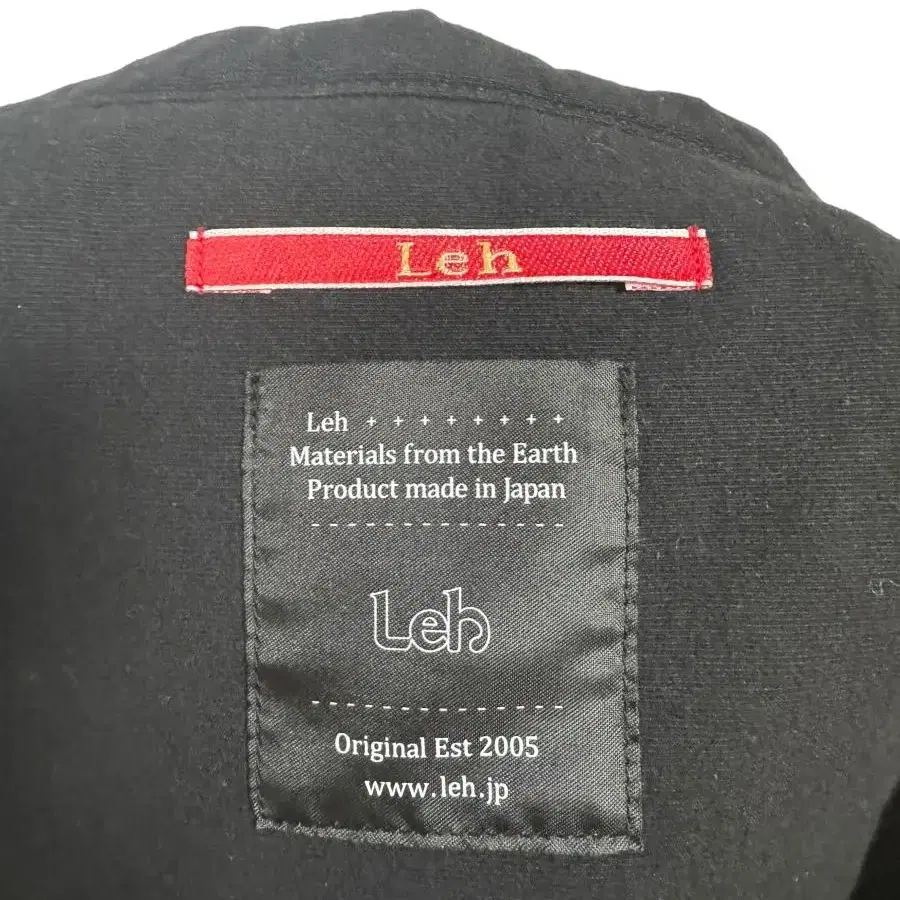 Leh
Leh + + + + + + + +
Materials from the Earth
Product made in Japan
- - - - - - - - - - - - - -
Leh
- - - - - - - - - - - - - -
Original Est 2005
www.leh.jp